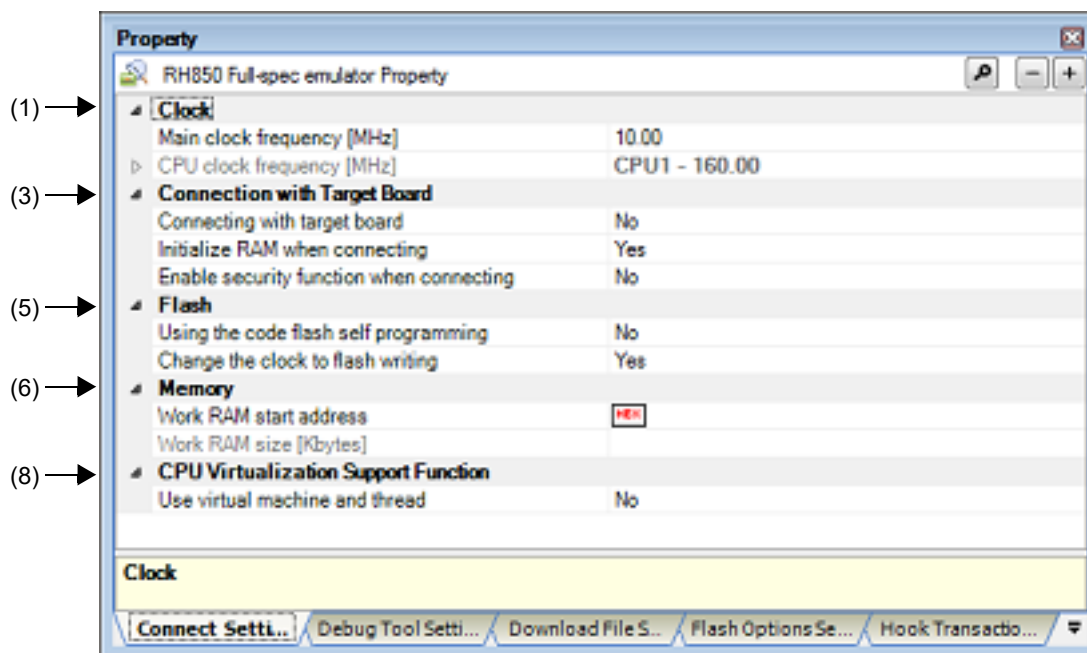 Property
RH850 Full-spec emulator Property
(1) Clock
Main clock frequency [MHz] 10.00
CPU clock frequency [MHz] CPU1 - 160.00
(3) Connection with Target Board
Connecting with target board No
Initialize RAM when connecting Yes
Enable security function when connecting No
(5) Flash
Using the code flash self programming No
Change the clock to flash writing Yes
(6) Memory
Work RAM start address HEX
Work RAM size [Kbytes]
(8) CPU Virtualization Support Function
Use virtual machine and thread No
Clock
Connect Setti... Debug Tool Setti... Download File S... Flash Options Se... Hook Transactio...